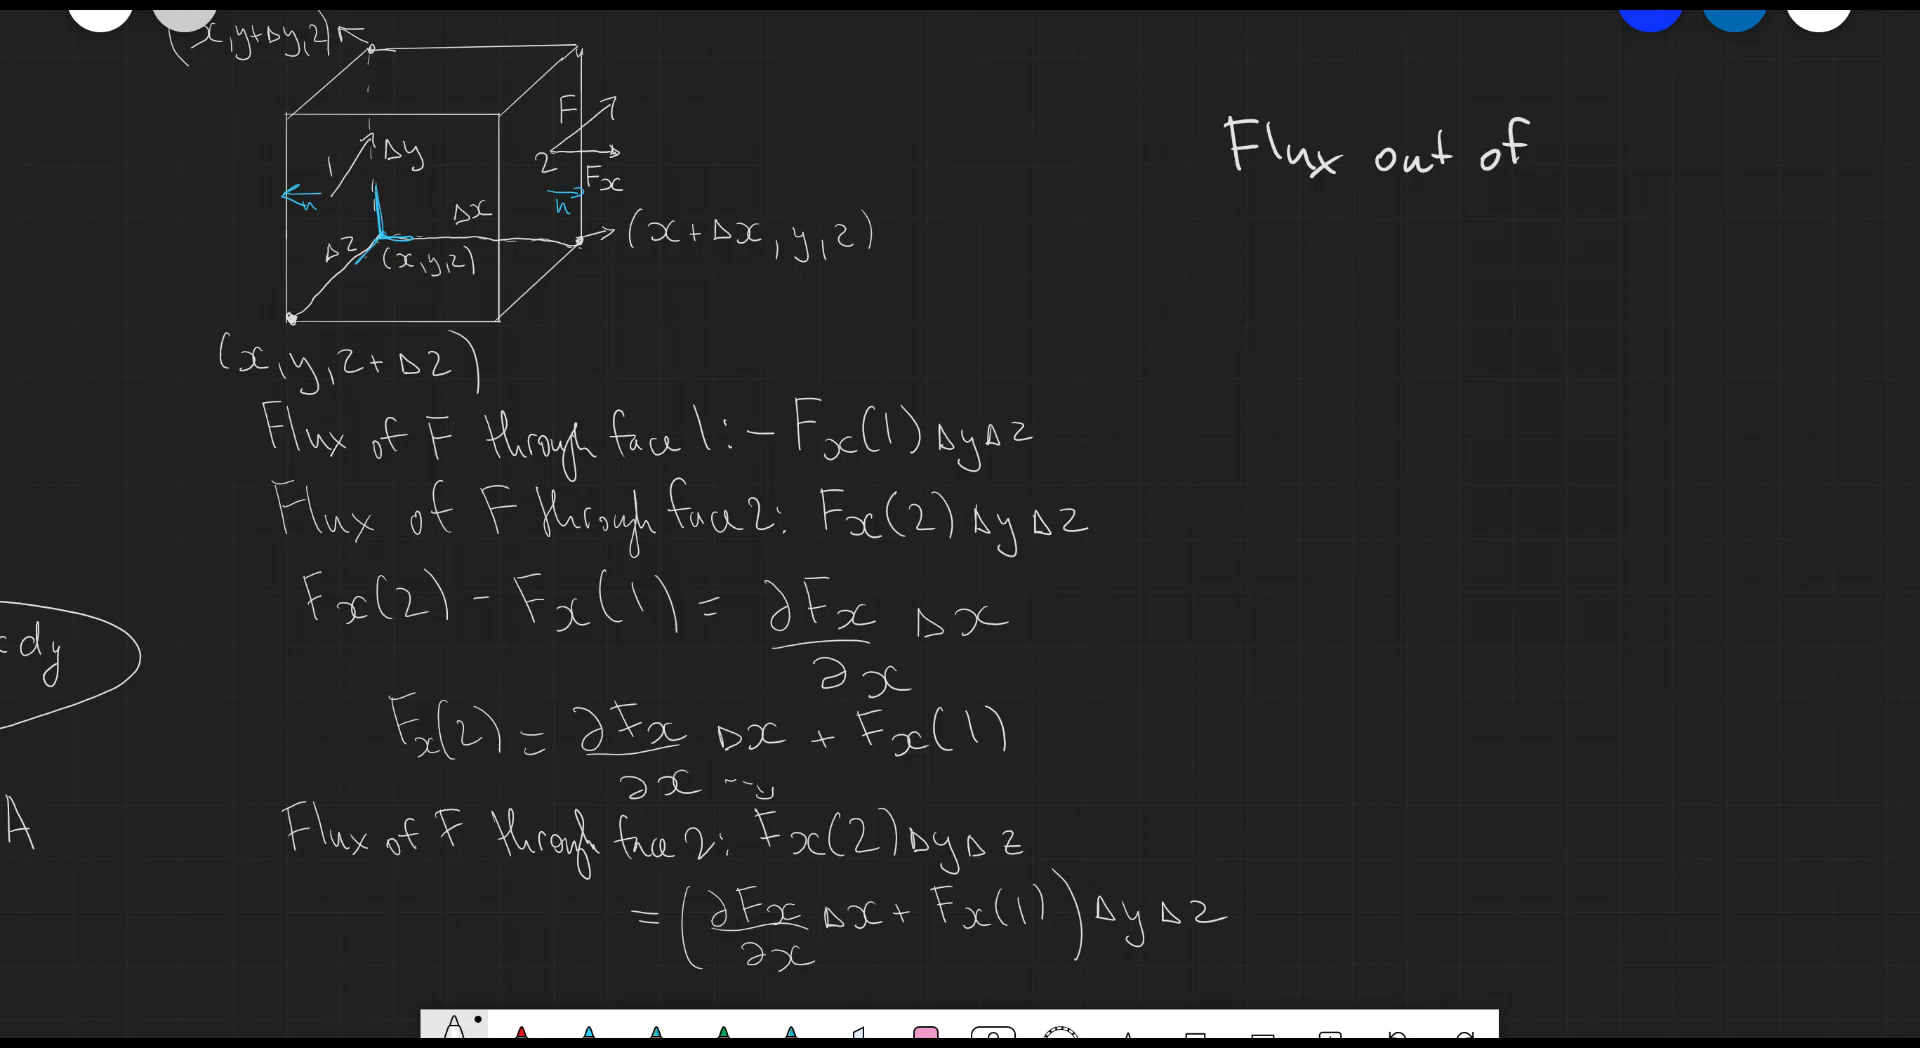 (x, y+Δy, z)
Flux out of
F
1
Δy
2
Fx
n
n
Δx
(x+Δx, y, z)
Δz
(x, y, z)
(x, y, z+Δz)
Flux of F through face 1: - Fx(1) Δy Δz
Flux of F through face 2: Fx(2) Δy Δz
Fx(2) - Fx(1) = ∂Fx/∂x Δx
c dy
Fx(2) = ∂Fx/∂x Δx + Fx(1)
A
Flux of F through face 2: Fx(2) Δy Δz
= (∂Fx/∂x Δx + Fx(1)) Δy Δz